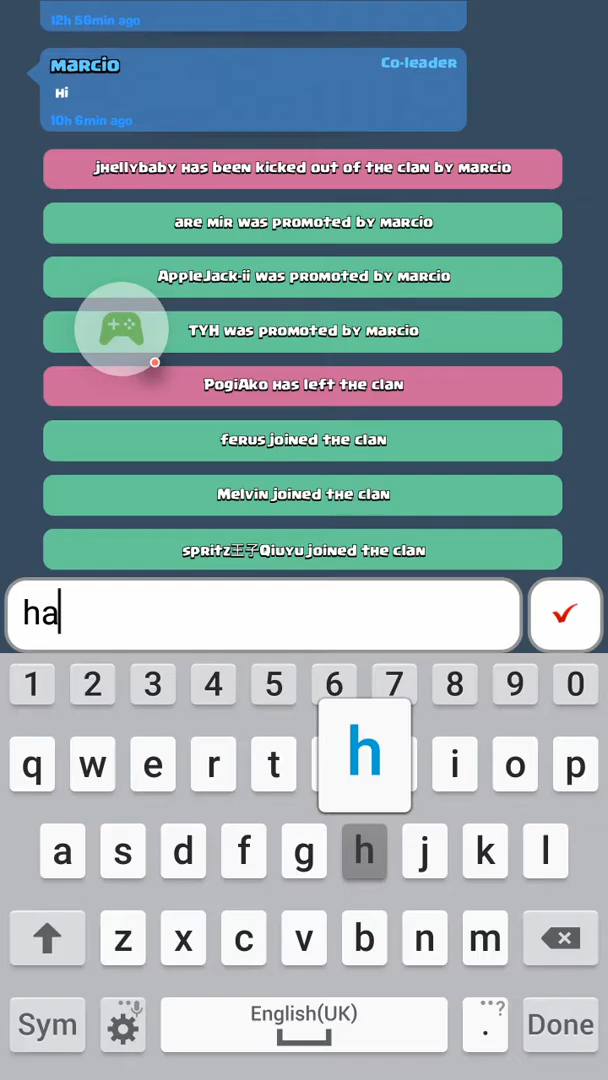 12h 56min ago
Marcio
Co-leader
Hi
10h 6min ago
jhellybaby has been kicked out of the clan by Marcio
are mir was promoted by Marcio
AppleJack-ii was promoted by Marcio
TYH was promoted by Marcio
PogiAko has left the clan
ferus joined the clan
Melvin joined the clan
spritz王子Qiuyu joined the clan
ha
1 2 3 4 5 6 7 8 9 0
h
q w e r t i o p
a s d f g h j k l
z x c v b n m
Sym
English(UK)
. ?
Done